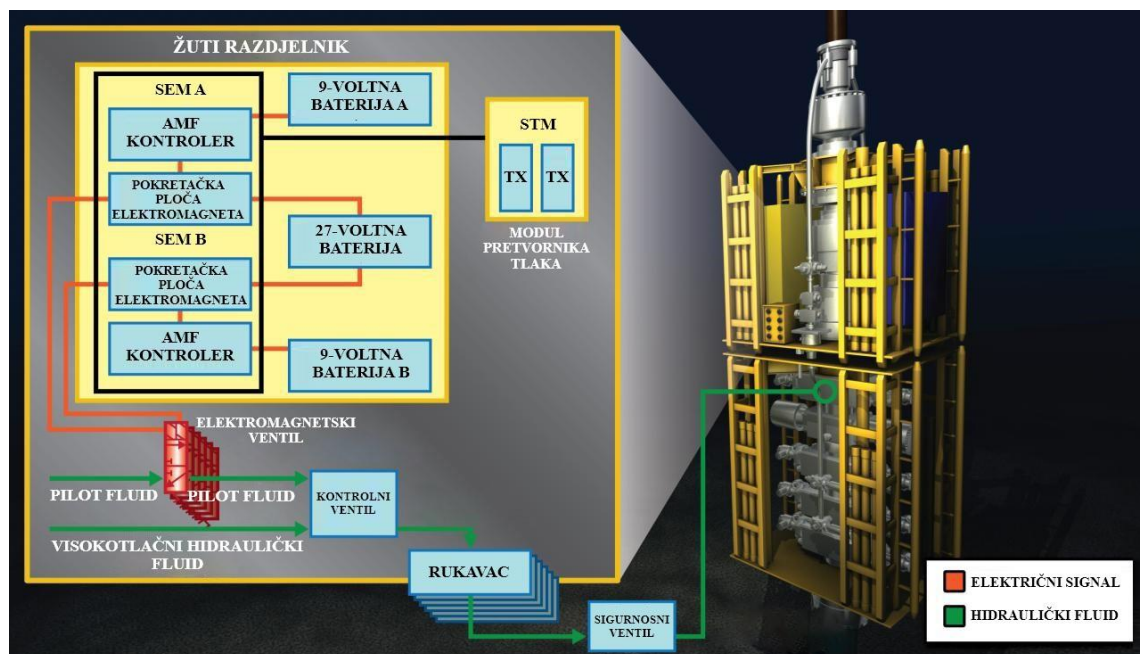 ŽUTI RAZDJELNIK
SEM A
AMF
KONTROLER
POKRETAČKA
PLOČA
ELEKTROMAGNETA
SEM B
POKRETAČKA
PLOČA
ELEKTROMAGNETA
AMF
KONTROLER
9-VOLTNA
BATERIJA A
27-VOLTNA
BATERIJA
9-VOLTNA
BATERIJA B
STM
TX TX
MODUL
PRETVORNIKA
TLAKA
ELEKTROMAGNETSKI
VENTIL
PILOT FLUID
PILOT FLUID
KONTROLNI
VENTIL
VISOKOTLAČNI HIDRAULIČKI
FLUID
RUKAVAC
SIGURNOSNI
VENTIL
ELEKTRIČNI SIGNAL
HIDRAULIČKI FLUID